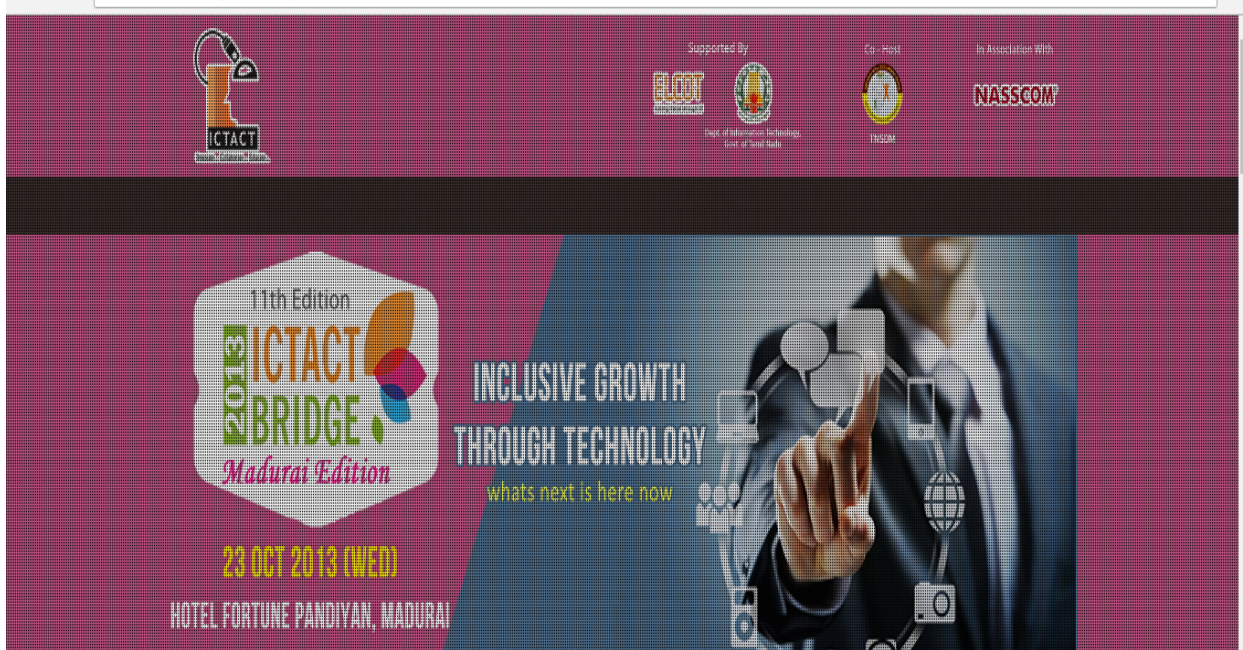 Supported By
Co - Host
In Association With
ELCOT
NASSCOM
Dept. of Information Technology,
Govt. of Tamil Nadu
TNSDM
ICTACT
11th Edition
2013
ICTACT
BRIDGE
Madurai Edition
INCLUSIVE GROWTH
THROUGH TECHNOLOGY
whats next is here now
23 OCT 2013 (WED)
HOTEL FORTUNE PANDIYAN, MADURAI